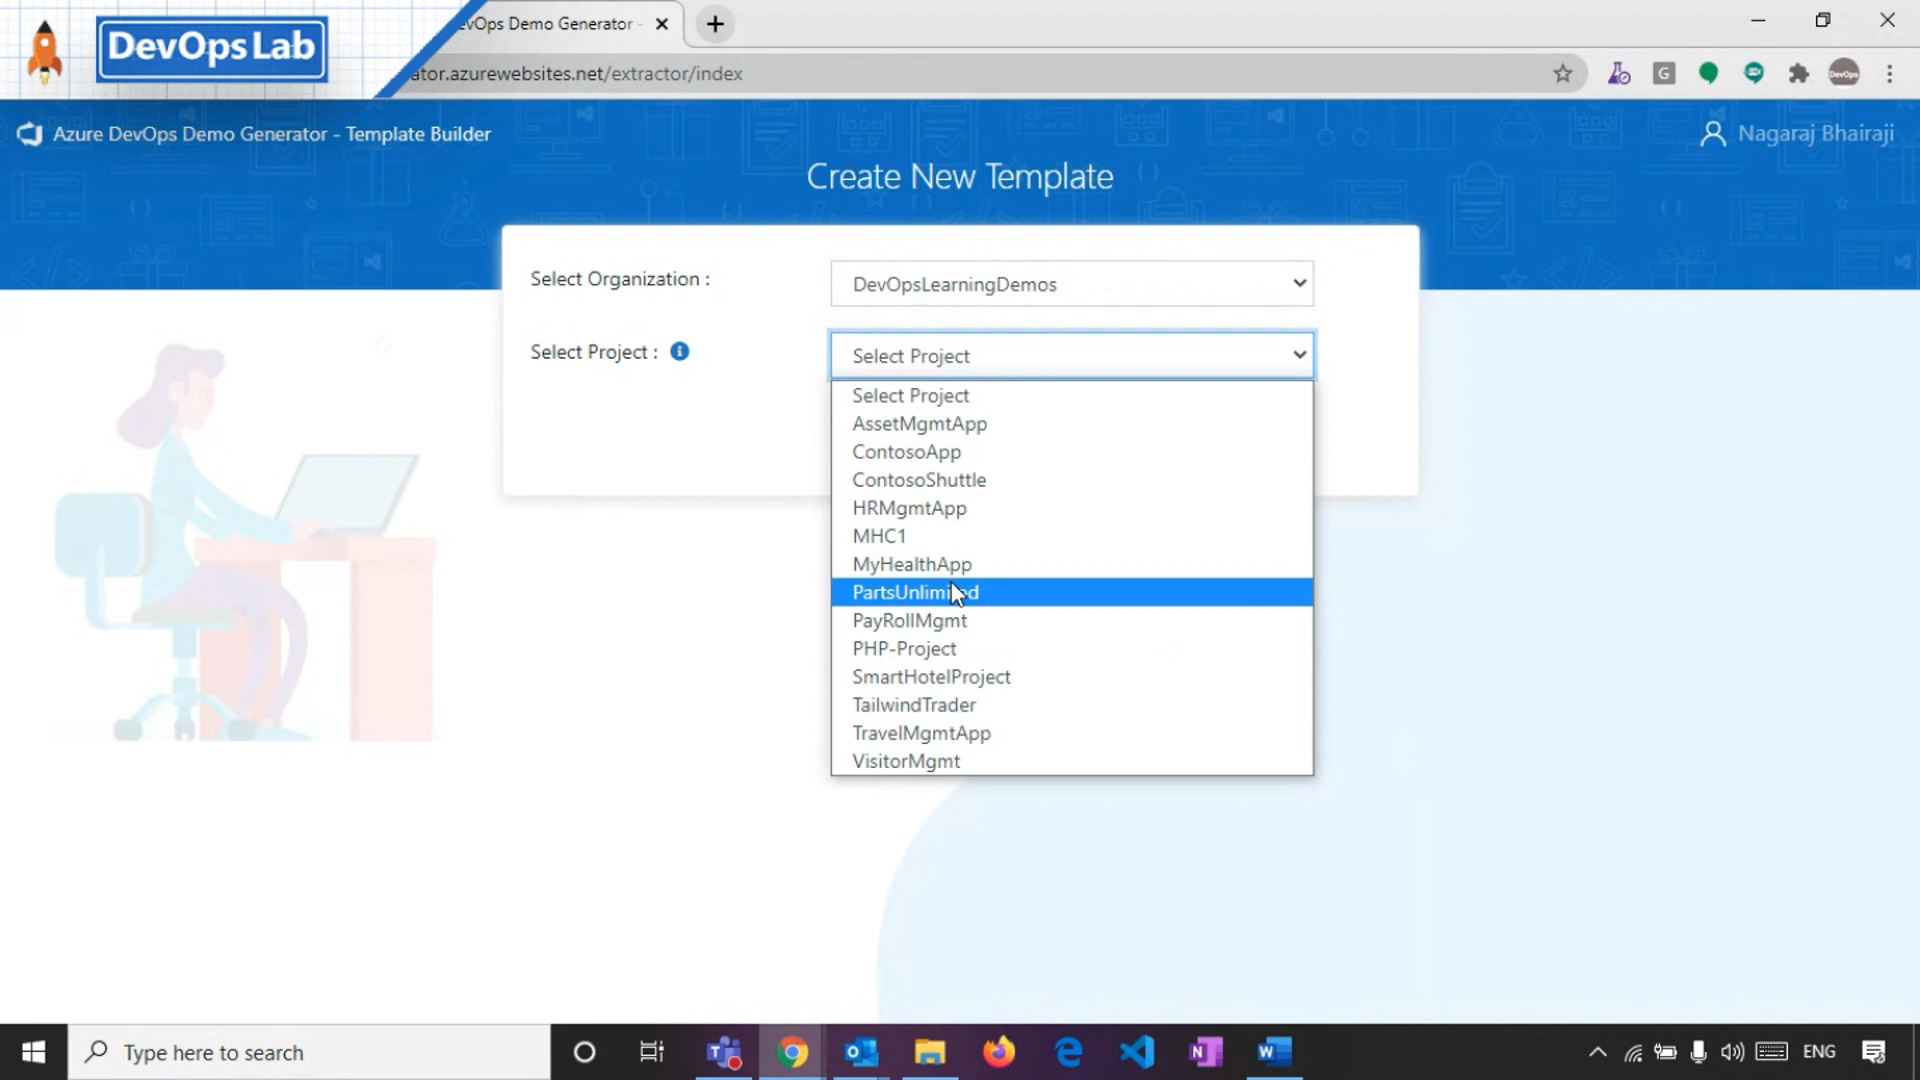 DevOps Lab
evOps Demo Generator
ator.azurewebsites.net/extractor/index
G
DevOps
Azure DevOps Demo Generator - Template Builder
Nagaraj Bhairaji
Create New Template
Select Organization :
DevOpsLearningDemos
Select Project :
Select Project
Select Project
AssetMgmtApp
ContosoApp
ContosoShuttle
HRMgmtApp
MHC1
MyHealthApp
PartsUnlimited
PayRollMgmt
PHP-Project
SmartHotelProject
TailwindTrader
TravelMgmtApp
VisitorMgmt
Type here to search
ENG